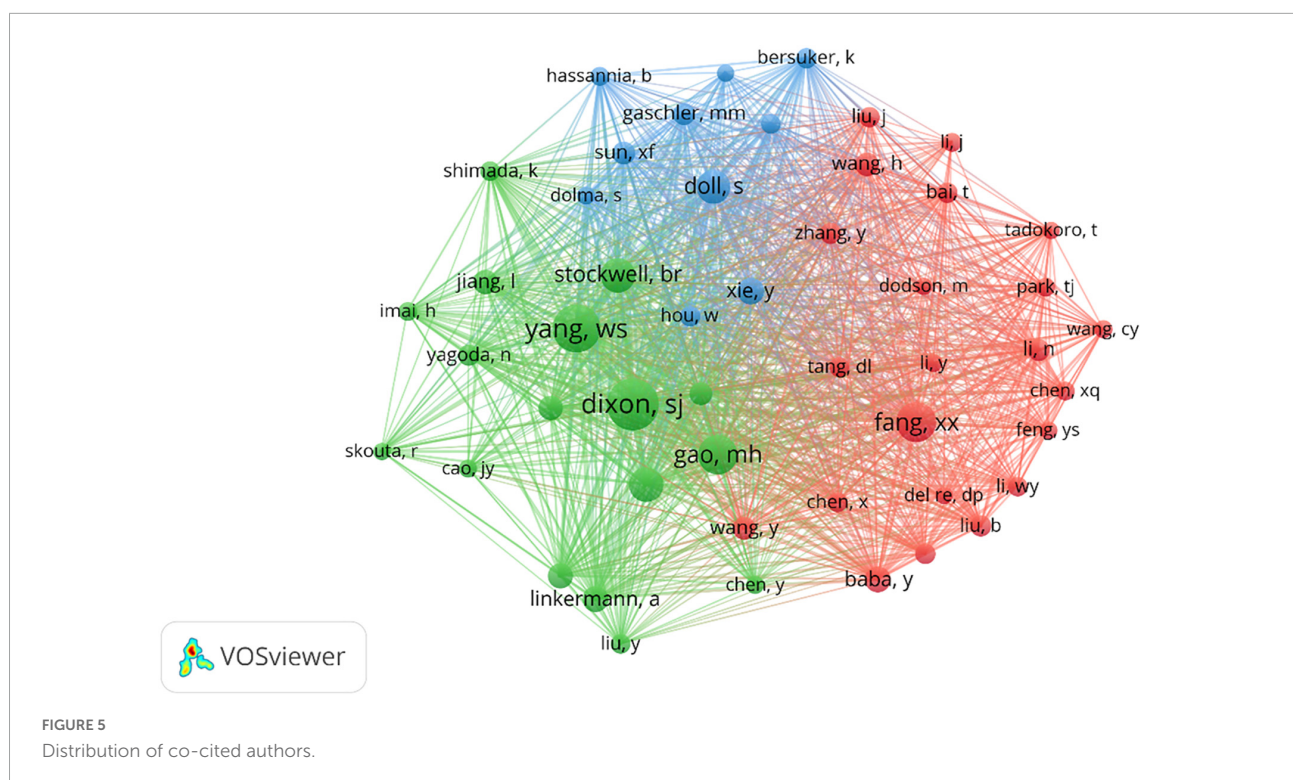 bersuker, k
hassannia, b
gaschler, mm
liu, j
li, j
sun, xf
wang, h
shimada, k
doll, s
bai, t
dolma, s
zhang, y
tadokoro, t
stockwell, br
jiang, l
xie, y
dodson, m
park, tj
imai, h
hou, w
yang, ws
wang, cy
yagoda, n
li, n
tang, dl
li, y
chen, xq
dixon, sj
fang, xx
feng, ys
skouta, r
gao, mh
cao, jy
li, wy
chen, x
del re, dp
wang, y
liu, b
chen, y
baba, y
linkermann, a
liu, y
VOSviewer
FIGURE 5
Distribution of co-cited authors.